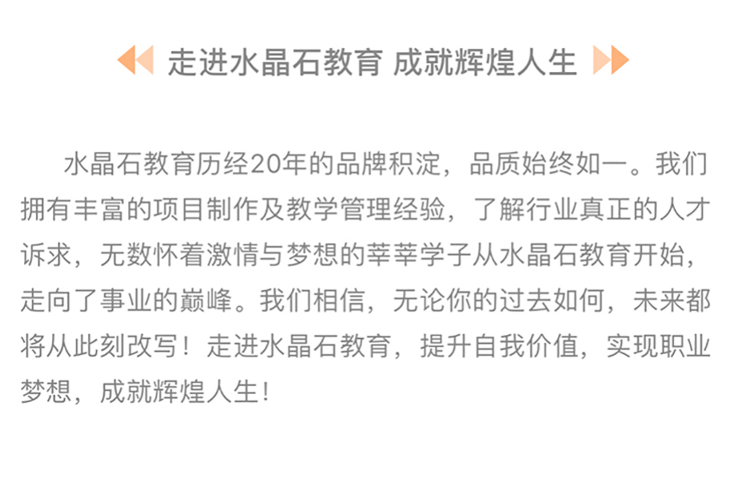 走进水晶石教育 成就辉煌人生
水晶石教育历经20年的品牌积淀，品质始终如一。我们
拥有丰富的项目制作及教学管理经验，了解行业真正的人才
诉求，无数怀着激情与梦想的莘莘学子从水晶石教育开始，
走向了事业的巅峰。我们相信，无论你的过去如何，未来都
将从此刻改写！走进水晶石教育，提升自我价值，实现职业
梦想，成就辉煌人生！